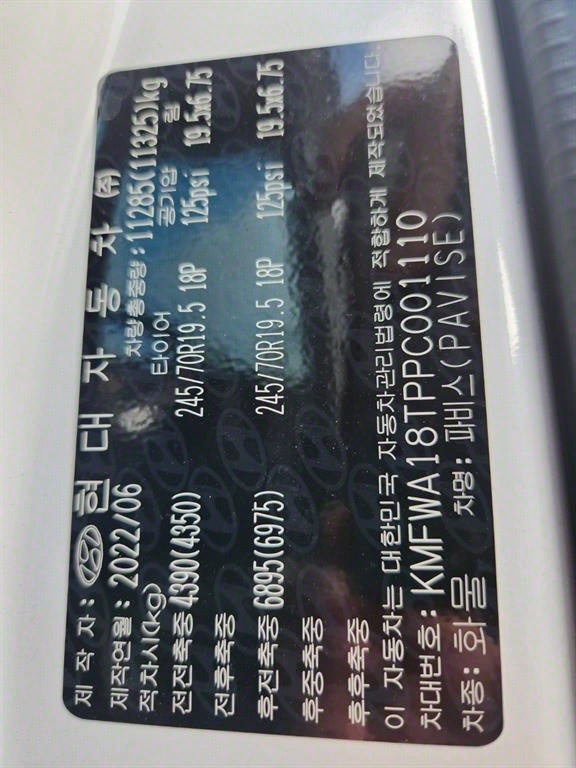 제 작 자 : 현 대 자 동 차 ㈜
제작연월 : 2022/06 차량총중량 : 11285(11325)kg
적차시(kg) 타이어 공기압 림
전전축중 4390(4350) 245/70R19.5 18P 125psi 19.5x6.75
전후축중
후전축중 6895(6975) 245/70R19.5 18P 125psi 19.5x6.75
후중축중
후후축중
이 자동차는 대한민국 자동차관리법령에 적합하게 제작되었습니다.
차대번호: KMFWA18TPPC001110
차종: 화물 차명: 파비스(PAVISE)